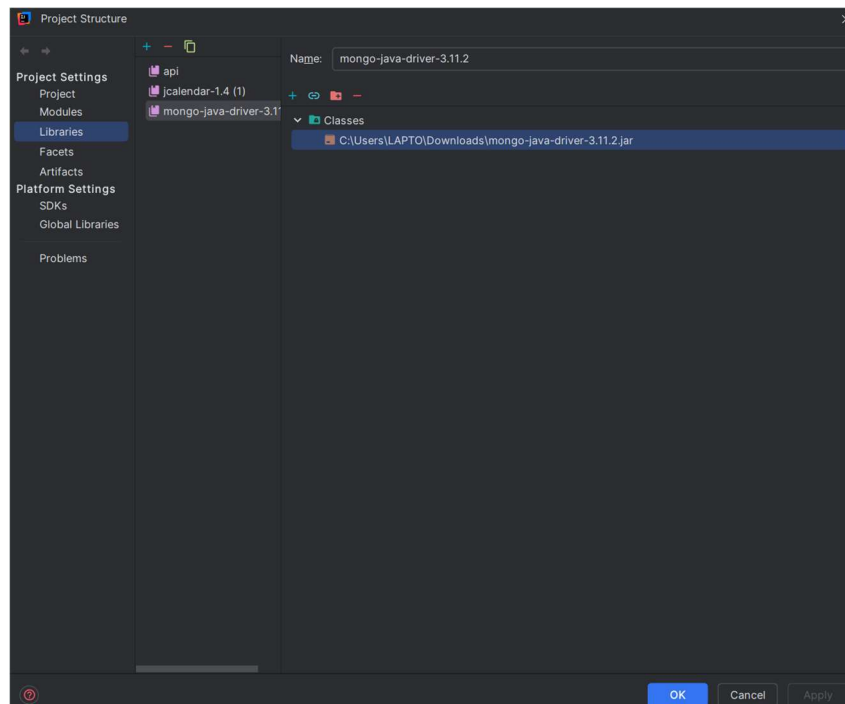 Project Structure
Project Settings
Project
Modules
Libraries
Facets
Artifacts
Platform Settings
SDKs
Global Libraries
Problems
api
jcalendar-1.4 (1)
mongo-java-driver-3.1
Name: mongo-java-driver-3.11.2
Classes
C:\Users\LAPTO\Downloads\mongo-java-driver-3.11.2.jar
OK
Cancel
Apply